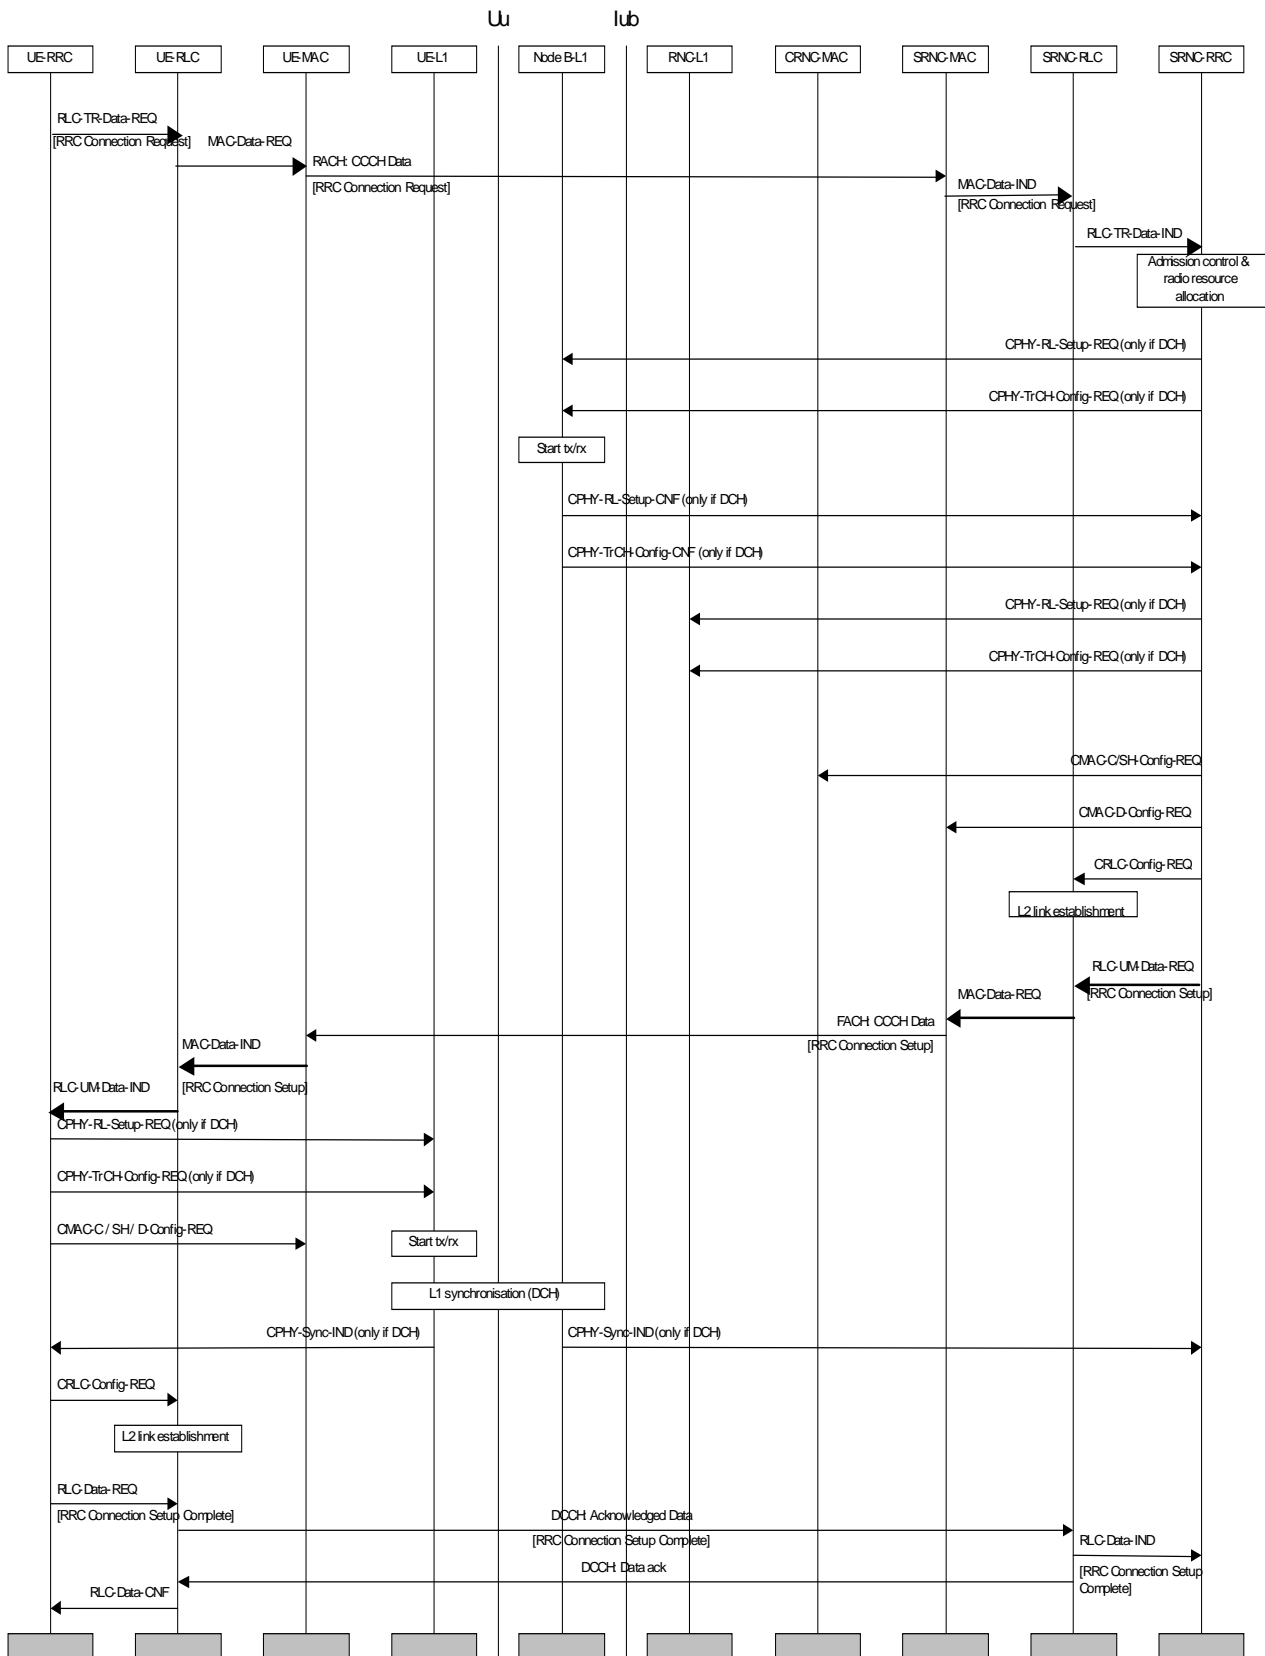 Uu Iub
UE-RRC UE-RLC UE-MAC UE-L1 Node B-L1 RNC-L1 CRNC-MAC SRNC-MAC SRNC-RLC SRNC-RRC
RLC-TR-Data-REQ
[RRC Connection Request] MAC-Data-REQ
RACH: CCCH Data
[RRC Connection Request]
MAC-Data-IND
[RRC Connection Request]
RLC-TR-Data-IND
Admission control &
radio resource
allocation
CPHY-RL-Setup-REQ (only if DCH)
CPHY-TrCH-Config-REQ (only if DCH)
Start tx/rx
CPHY-RL-Setup-CNF (only if DCH)
CPHY-TrCH-Config-CNF (only if DCH)
CPHY-RL-Setup-REQ (only if DCH)
CPHY-TrCH-Config-REQ (only if DCH)
CMAC-C/SH-Config-REQ
CMAC-D-Config-REQ
CRLC-Config-REQ
L2 link establishment
RLC-UM-Data-REQ
[RRC Connection Setup]
MAC-Data-REQ
FACH: CCCH Data
[RRC Connection Setup]
MAC-Data-IND
[RRC Connection Setup]
RLC-UM-Data-IND
CPHY-RL-Setup-REQ (only if DCH)
CPHY-TrCH-Config-REQ (only if DCH)
CMAC-C / SH / D-Config-REQ
Start tx/rx
L1 synchronisation (DCH)
CPHY-Sync-IND (only if DCH) CPHY-Sync-IND (only if DCH)
CRLC-Config-REQ
L2 link establishment
RLC-Data-REQ
[RRC Connection Setup Complete]
DCCH: Acknowledged Data
[RRC Connection Setup Complete]
RLC-Data-IND
[RRC Connection Setup
Complete]
DCCH: Data ack
RLC-Data-CNF